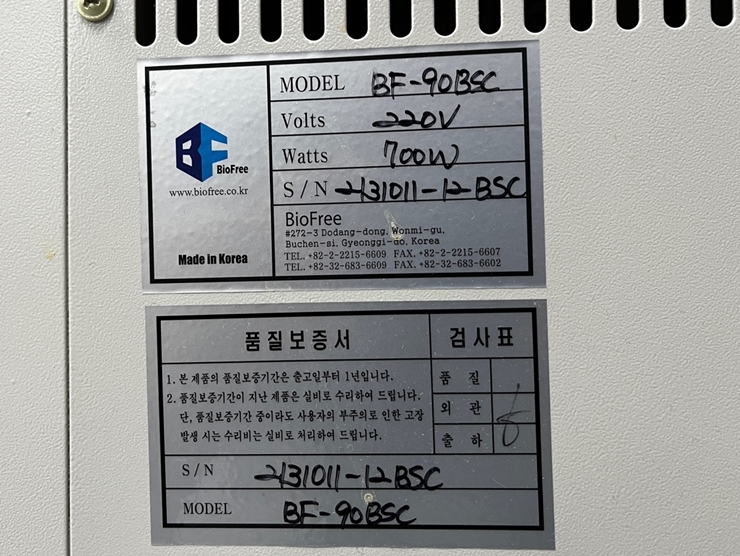 MODEL BF-90BSC
Volts 220V
Watts 700W
S/N 2131011-12BSC
BF BioFree
www.biofree.co.kr
Made in Korea
BioFree
#272-3 Dodang-dong, Wonmi-gu,
Buchen-si, Gyeonggi-do, Korea
TEL. +82-2-2215-6609 FAX. +82-2-2215-6607
TEL. +82-32-683-6609 FAX. +82-32-683-6602
품질보증서
1. 본 제품의 품질보증기간은 출고일부터 1년입니다.
2. 품질보증기간이 지난 제품은 실비로 수리하여 드립니다.
단, 품질보증기간 중이라도 사용자의 부주의로 인한 고장
발생 시는 수리비는 실비로 처리하여 드립니다.
검사표
품 질
외 관
출 하
S/N 2131011-12BSC
MODEL BF-90BSC